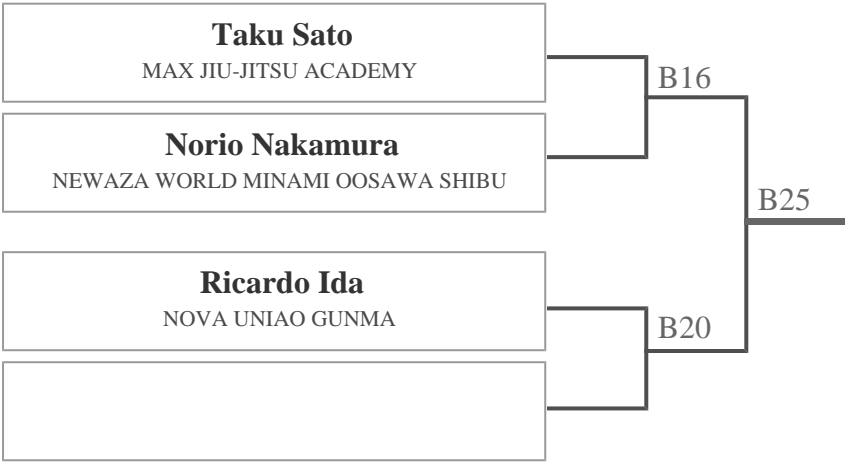 Taku Sato
MAX JIU-JITSU ACADEMY
B16
Norio Nakamura
NEWAZA WORLD MINAMI OOSAWA SHIBU
B25
Ricardo Ida
NOVA UNIAO GUNMA
B20